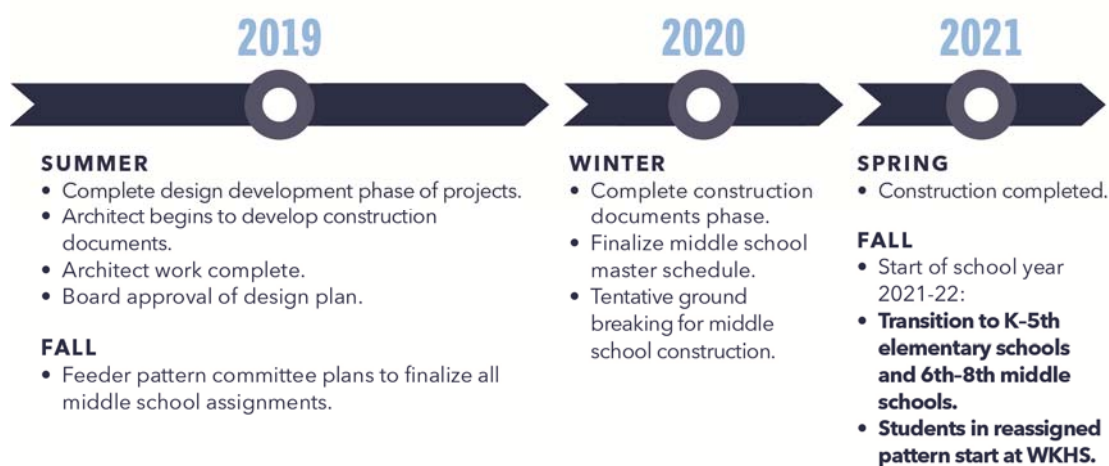 2019
SUMMER
• Complete design development phase of projects.
• Architect begins to develop construction
documents.
• Architect work complete.
• Board approval of design plan.
FALL
• Feeder pattern committee plans to finalize all
middle school assignments.
2020
WINTER
• Complete construction
documents phase.
• Finalize middle school
master schedule.
• Tentative ground
breaking for middle
school construction.
2021
SPRING
• Construction completed.
FALL
• Start of school year
2021-22:
• Transition to K–5th
elementary schools
and 6th–8th middle
schools.
• Students in reassigned
pattern start at WKHS.